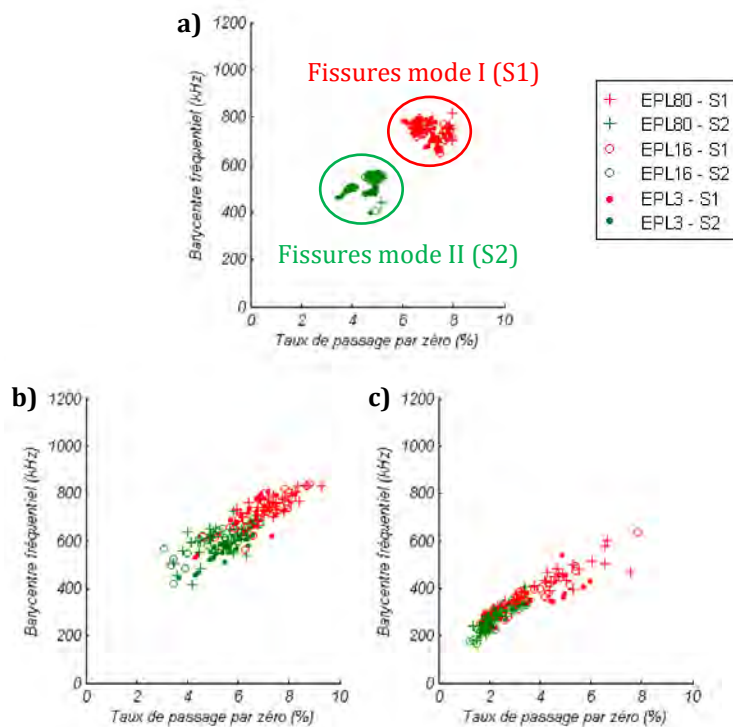 a)
1200
1000
800
600
400
200
0
Barycentre fréquentiel (kHz)
Fissures mode I (S1)
Fissures mode II (S2)
0 2 4 6 8 10
Taux de passage par zéro (%)
EPL80 - S1
EPL80 - S2
EPL16 - S1
EPL16 - S2
EPL3 - S1
EPL3 - S2
b)
1200
1000
800
600
400
200
0
Barycentre fréquentiel (kHz)
0 2 4 6 8 10
Taux de passage par zéro (%)
c)
1200
1000
800
600
400
200
0
Barycentre fréquentiel (kHz)
0 2 4 6 8 10
Taux de passage par zéro (%)